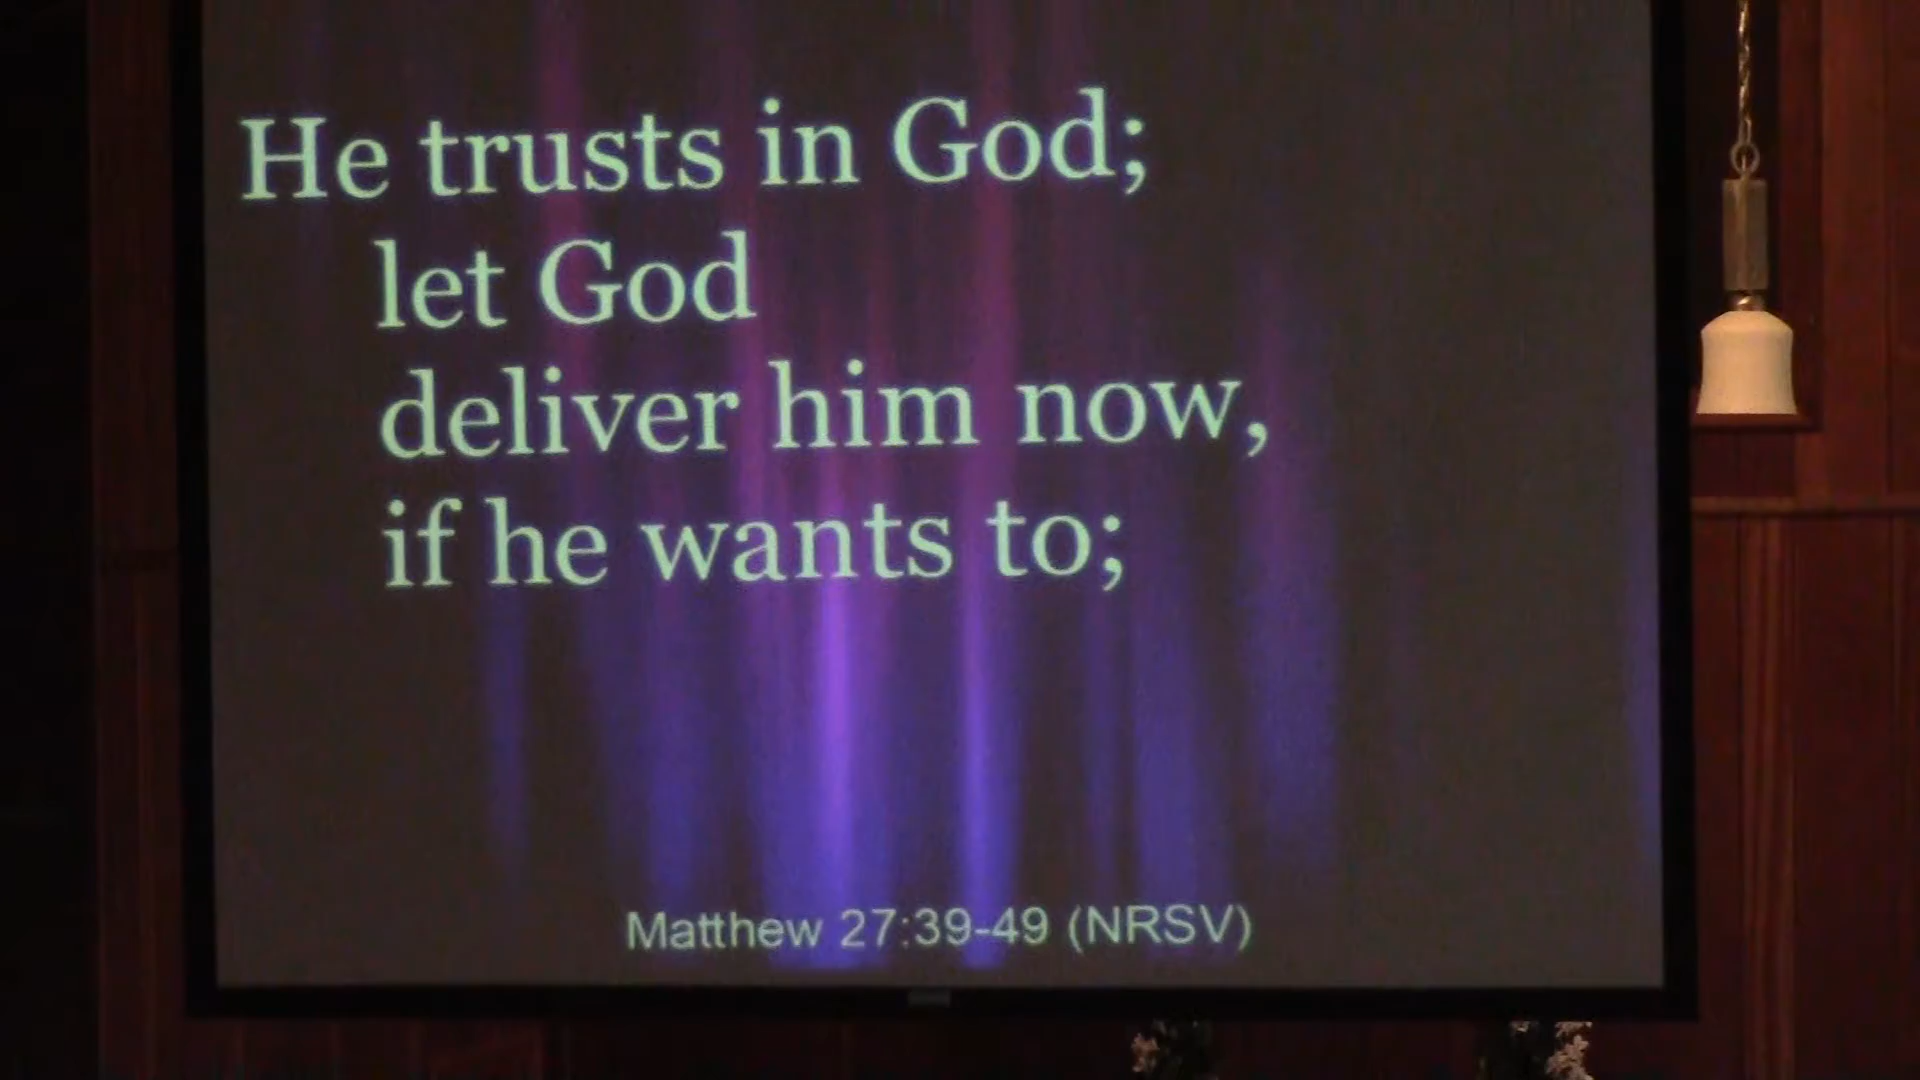 He trusts in God;
let God
deliver him now,
if he wants to;
Matthew 27:39-49 (NRSV)